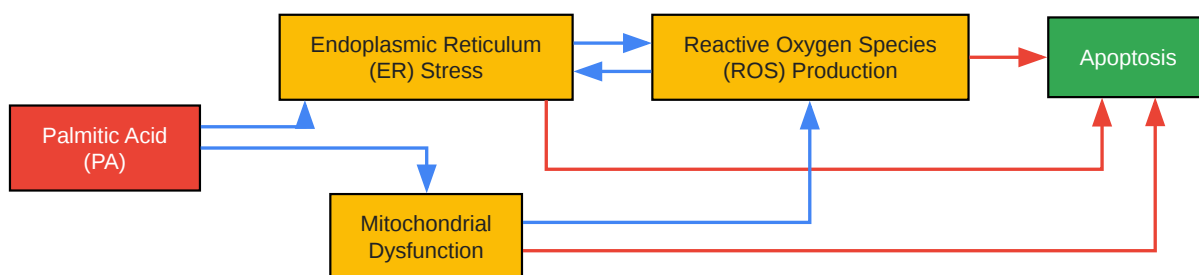 Endoplasmic Reticulum
(ER) Stress
Reactive Oxygen Species
(ROS) Production
Apoptosis
Palmitic Acid
(PA)
Mitochondrial
Dysfunction